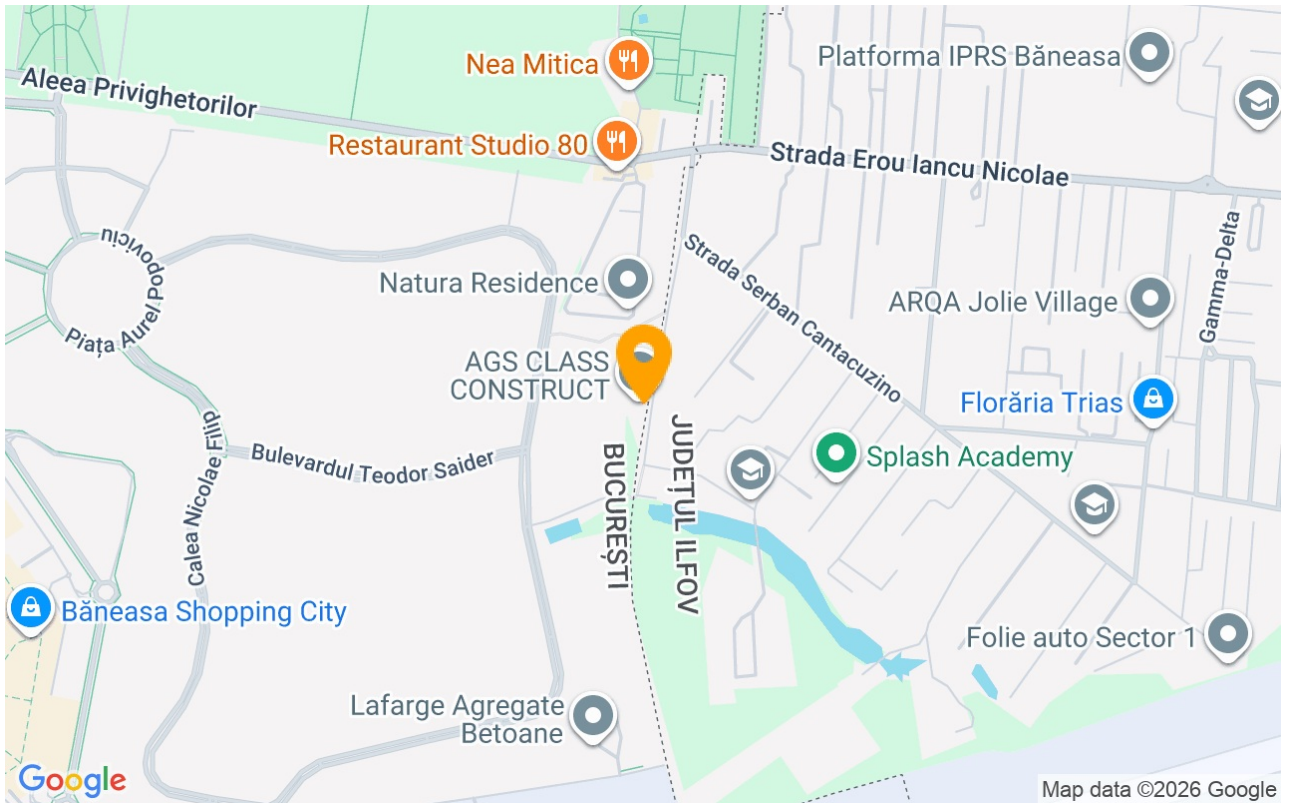 Nea Mitica
Platforma IPRS Băneasa
Aleea Privighetorilor
Restaurant Studio 80
Strada Erou Iancu Nicolae
Piața Aurel Popoviciu
Natura Residence
Strada Serban Cantacuzino
ARQA Jolie Village
Gamma-Delta
AGS CLASS
CONSTRUCT
Florăria Trias
Calea Nicolae Filip
Bulevardul Teodor Saider
BUCUREȘTI
JUDEȚUL ILFOV
Splash Academy
Băneasa Shopping City
Folie auto Sector 1
Lafarge Agregate
Betoane
Google
Map data ©2026 Google